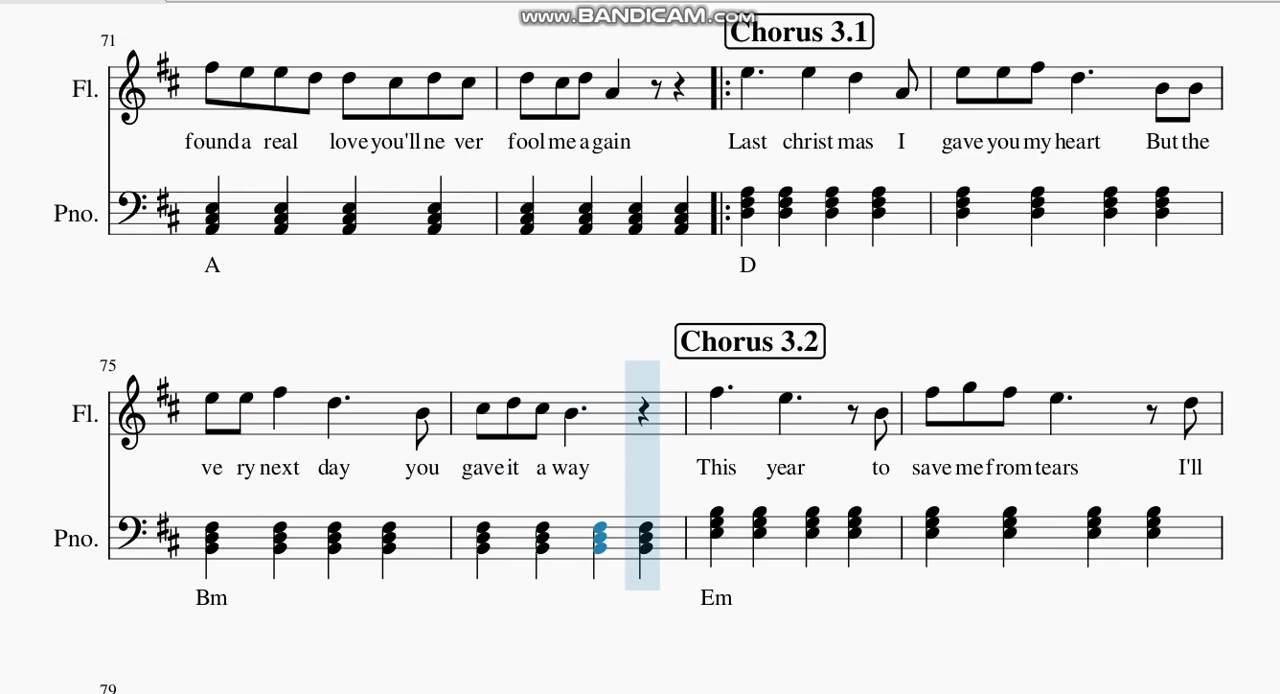 www.BANDICAM.com
Chorus 3.1
71
Fl.
found a real love you'll ne ver fool me again Last christ mas I gave you my heart But the
Pno.
A D
Chorus 3.2
75
Fl.
ve ry next day you gave it a way This year to save me from tears I'll
Pno.
Bm Em
79